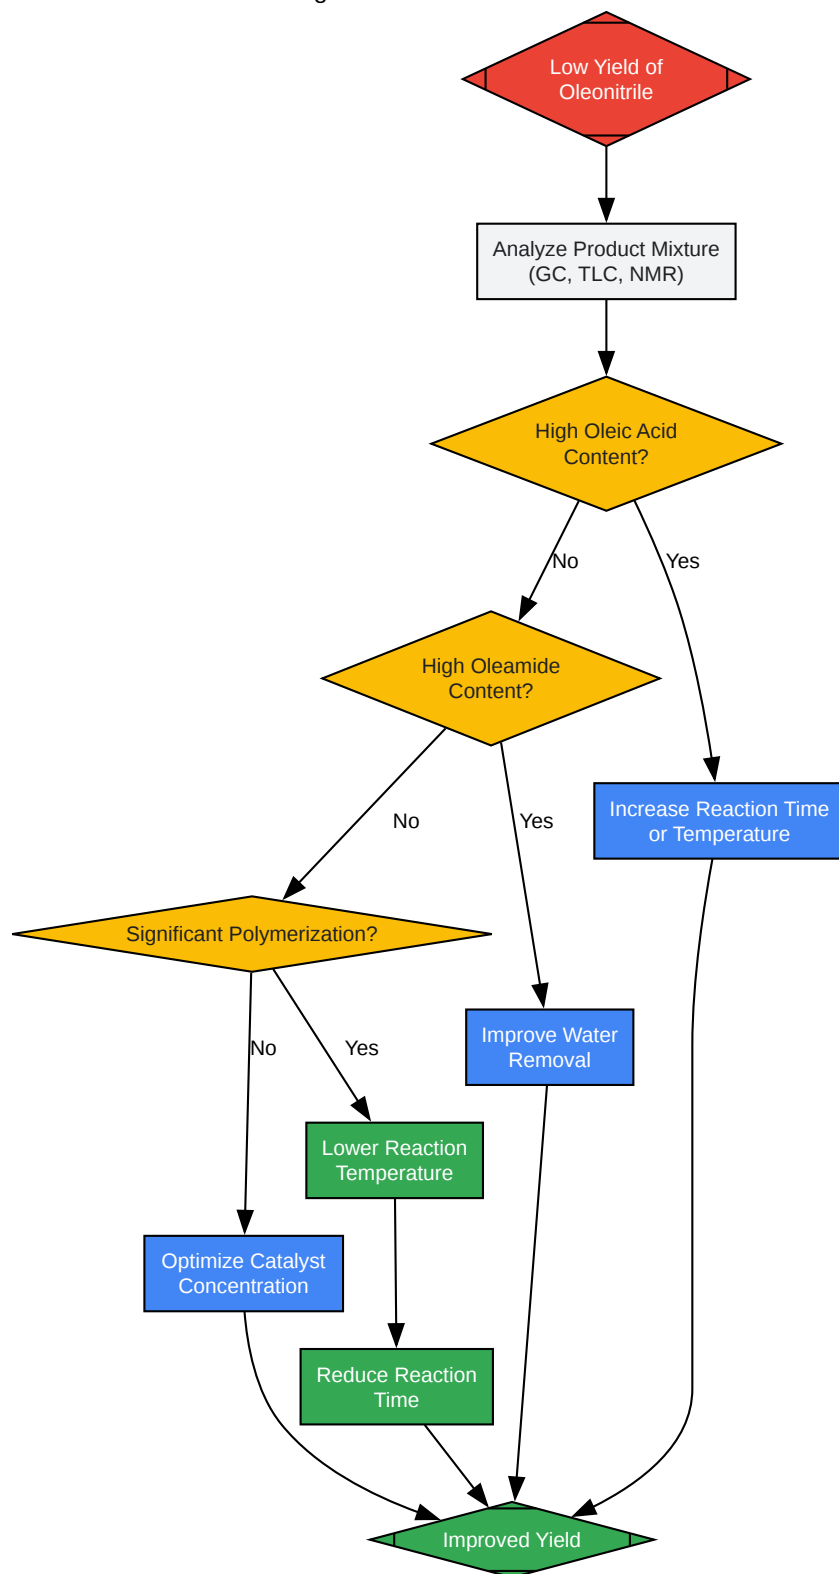 Low Yield of
Oleonitrile
Analyze Product Mixture
(GC, TLC, NMR)
High Oleic Acid
Content?
No
Yes
High Oleamide
Content?
Increase Reaction Time
or Temperature
No
Yes
Significant Polymerization?
Improve Water
Removal
No
Yes
Lower Reaction
Temperature
Optimize Catalyst
Concentration
Reduce Reaction
Time
Improved Yield